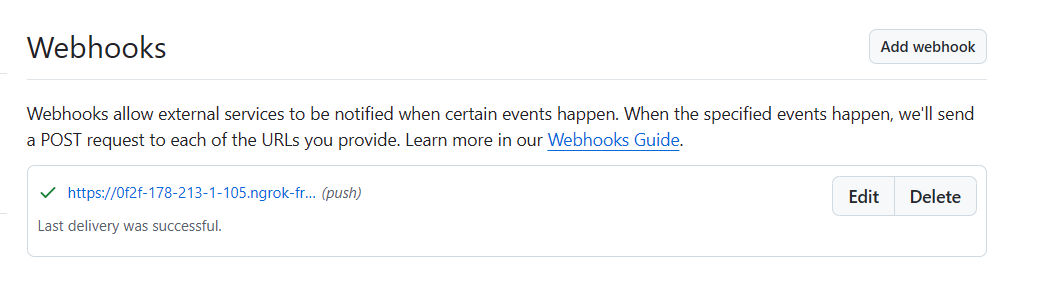 Webhooks
Add webhook
Webhooks allow external services to be notified when certain events happen. When the specified events happen, we'll send
a POST request to each of the URLs you provide. Learn more in our Webhooks Guide.
https://0f2f-178-213-1-105.ngrok-fr... (push)
Edit
Delete
Last delivery was successful.